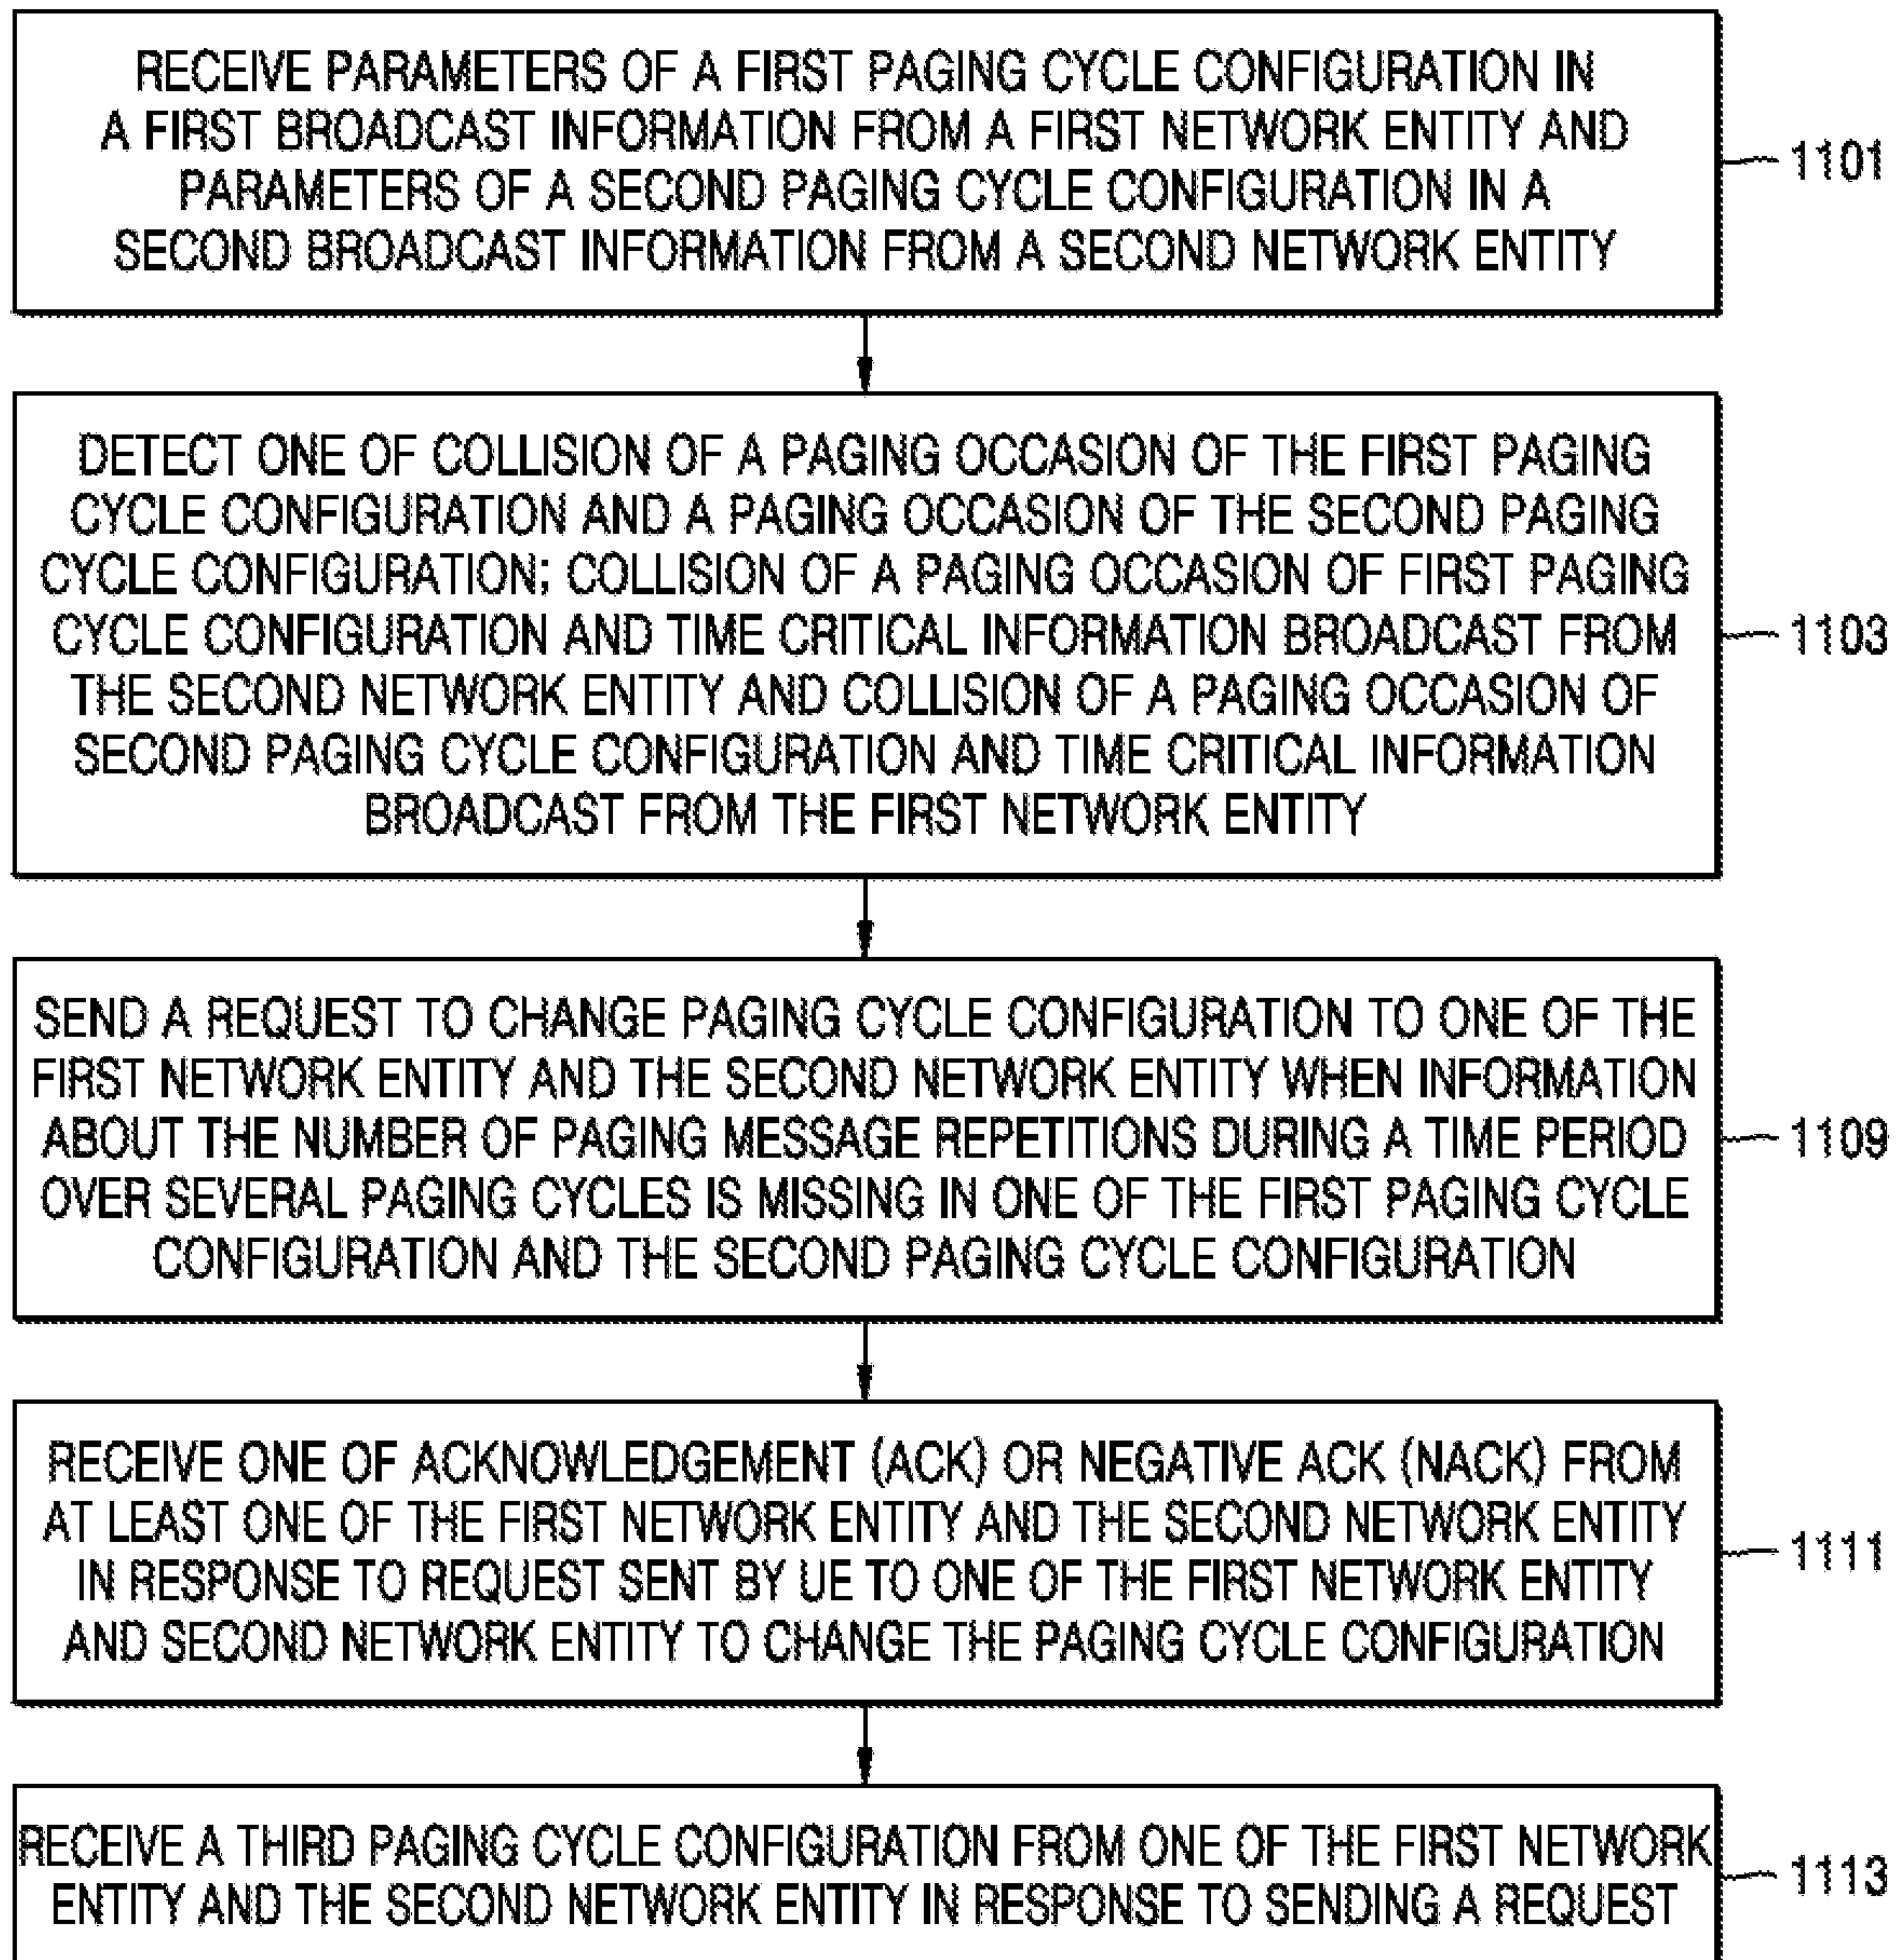 RECEIVE PARAMETERS OF A FIRST PAGING CYCLE CONFIGURATION IN
A FIRST BROADCAST INFORMATION FROM A FIRST NETWORK ENTITY AND
PARAMETERS OF A SECOND PAGING CYCLE CONFIGURATION IN A
SECOND BROADCAST INFORMATION FROM A SECOND NETWORK ENTITY
1101
DETECT ONE OF COLLISION OF A PAGING OCCASION OF THE FIRST PAGING
CYCLE CONFIGURATION AND A PAGING OCCASION OF THE SECOND PAGING
CYCLE CONFIGURATION; COLLISION OF A PAGING OCCASION OF FIRST PAGING
CYCLE CONFIGURATION AND TIME CRITICAL INFORMATION BROADCAST FROM
THE SECOND NETWORK ENTITY AND COLLISION OF A PAGING OCCASION OF
SECOND PAGING CYCLE CONFIGURATION AND TIME CRITICAL INFORMATION
BROADCAST FROM THE FIRST NETWORK ENTITY
1103
SEND A REQUEST TO CHANGE PAGING CYCLE CONFIGURATION TO ONE OF THE
FIRST NETWORK ENTITY AND THE SECOND NETWORK ENTITY WHEN INFORMATION
ABOUT THE NUMBER OF PAGING MESSAGE REPETITIONS DURING A TIME PERIOD
OVER SEVERAL PAGING CYCLES IS MISSING IN ONE OF THE FIRST PAGING CYCLE
CONFIGURATION AND THE SECOND PAGING CYCLE CONFIGURATION
1109
RECEIVE ONE OF ACKNOWLEDGEMENT (ACK) OR NEGATIVE ACK (NACK) FROM
AT LEAST ONE OF THE FIRST NETWORK ENTITY AND THE SECOND NETWORK ENTITY
IN RESPONSE TO REQUEST SENT BY UE TO ONE OF THE FIRST NETWORK ENTITY
AND SECOND NETWORK ENTITY TO CHANGE THE PAGING CYCLE CONFIGURATION
1111
RECEIVE A THIRD PAGING CYCLE CONFIGURATION FROM ONE OF THE FIRST NETWORK
ENTITY AND THE SECOND NETWORK ENTITY IN RESPONSE TO SENDING A REQUEST
1113